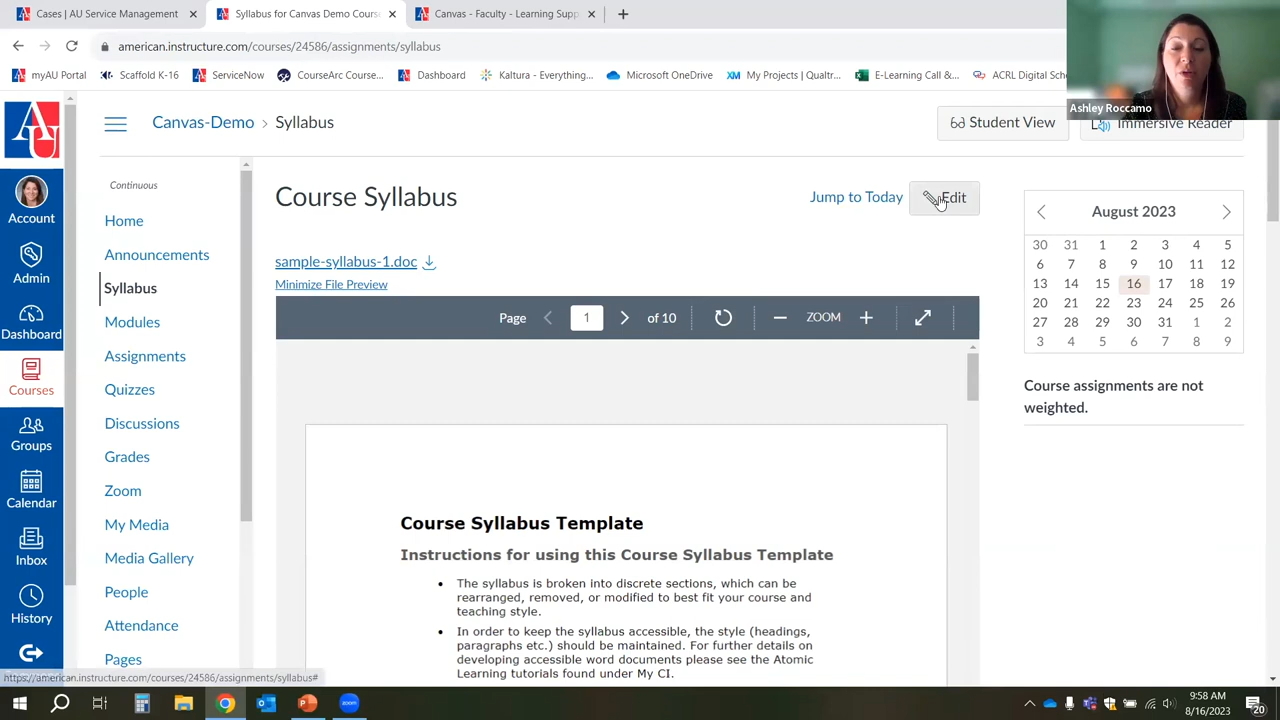 Cases | AU Service Management
Syllabus for Canvas Demo Course
Canvas - Faculty - Learning Supp
american.instructure.com/courses/24586/assignments/syllabus
myAU Portal
Scaffold K-16
ServiceNow
CourseArc Course...
Dashboard
Kaltura - Everything...
Microsoft OneDrive
XM My Projects | Qualtr...
E-Learning Call &...
ACRL Digital Sch
Ashley Roccamo
AU
Canvas-Demo > Syllabus
Student View
Immersive Reader
Account
Admin
Dashboard
Courses
Groups
Calendar
Inbox
History
Continuous
Home
Announcements
Syllabus
Modules
Assignments
Quizzes
Discussions
Grades
Zoom
My Media
Media Gallery
People
Attendance
Pages
Course Syllabus
Jump to Today
Edit
sample-syllabus-1.doc
Minimize File Preview
Page 1 of 10
ZOOM
Course Syllabus Template
Instructions for using this Course Syllabus Template
• The syllabus is broken into discrete sections, which can be
rearranged, removed, or modified to best fit your course and
teaching style.
• In order to keep the syllabus accessible, the style (headings,
paragraphs etc.) should be maintained. For further details on
developing accessible word documents please see the Atomic
Learning tutorials found under My CI.
August 2023
30 31 1 2 3 4 5
6 7 8 9 10 11 12
13 14 15 16 17 18 19
20 21 22 23 24 25 26
27 28 29 30 31 1 2
3 4 5 6 7 8 9
Course assignments are not
weighted.
https://american.instructure.com/courses/24586/assignments/syllabus#
zoom
9:58 AM
8/16/2023
20